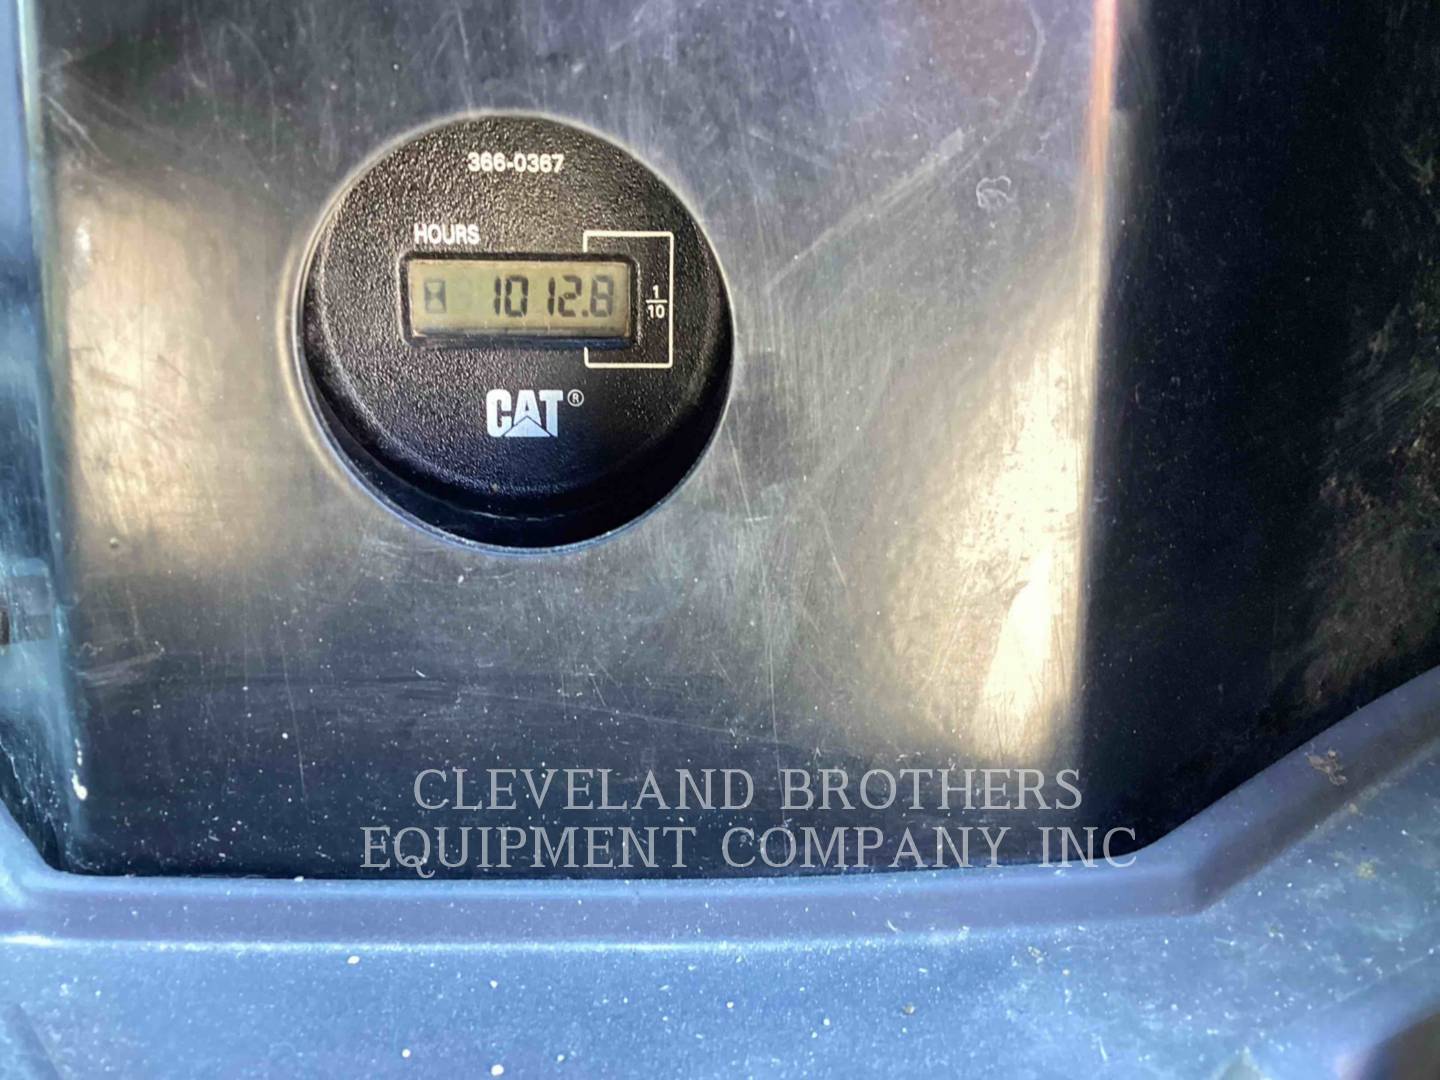 366-0367
HOURS
1012.8
1
10
CAT®
CLEVELAND BROTHERS
EQUIPMENT COMPANY INC